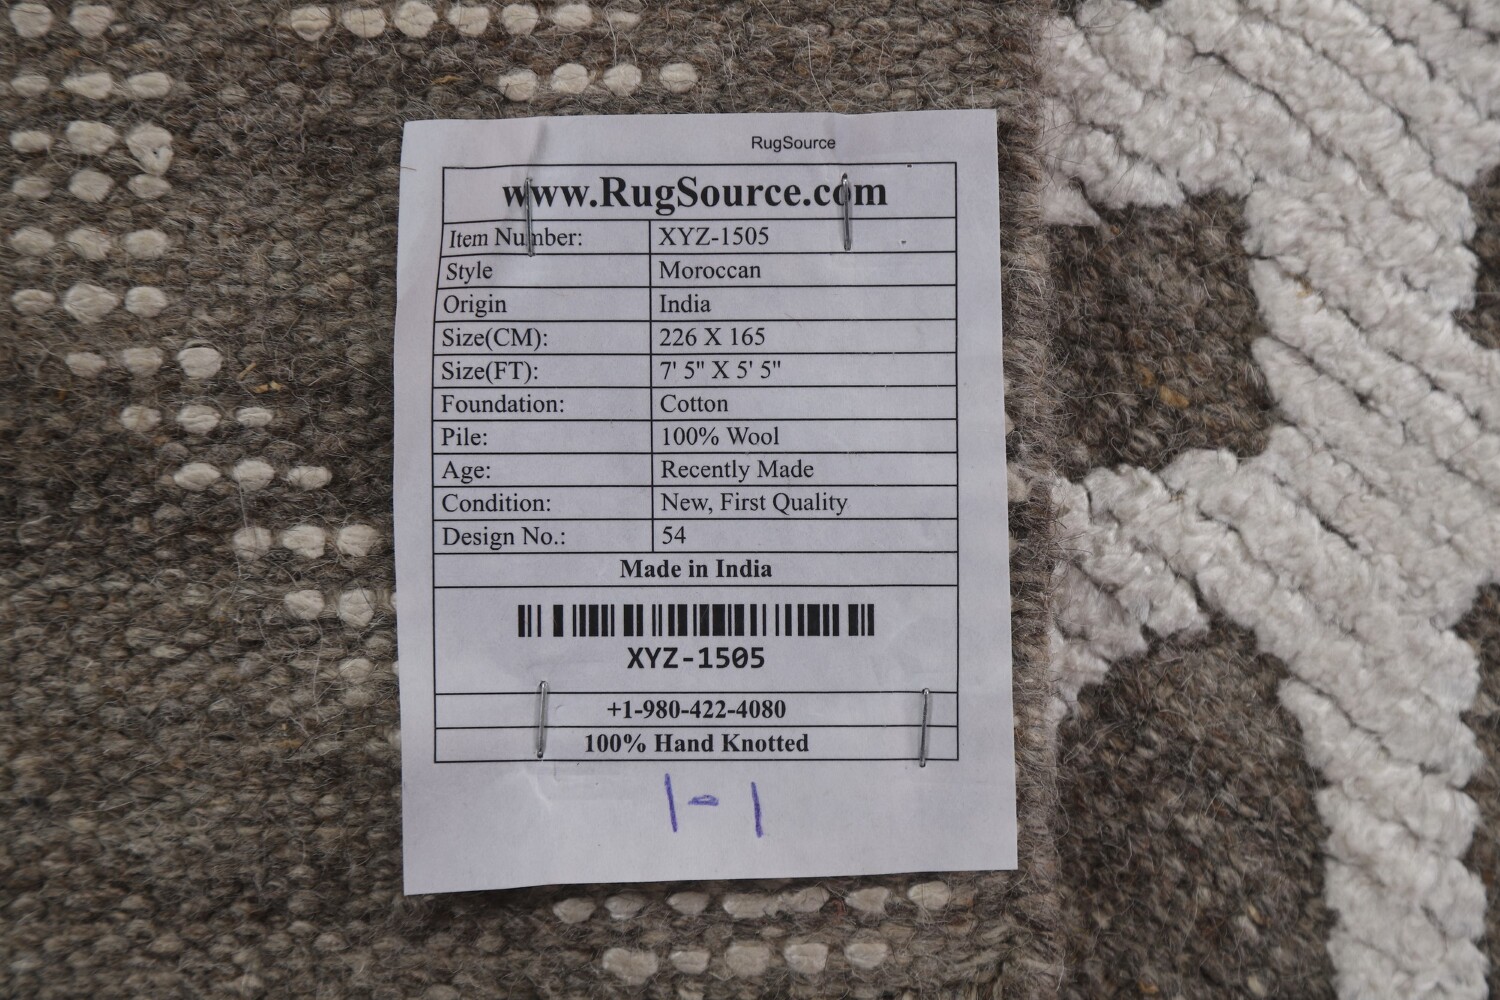 RugSource
www.RugSource.com
Item Number: XYZ-1505
Style Moroccan
Origin India
Size(CM): 226 X 165
Size(FT): 7' 5" X 5' 5"
Foundation: Cotton
Pile: 100% Wool
Age: Recently Made
Condition: New, First Quality
Design No.: 54
Made in India
XYZ-1505
+1-980-422-4080
100% Hand Knotted
1-1